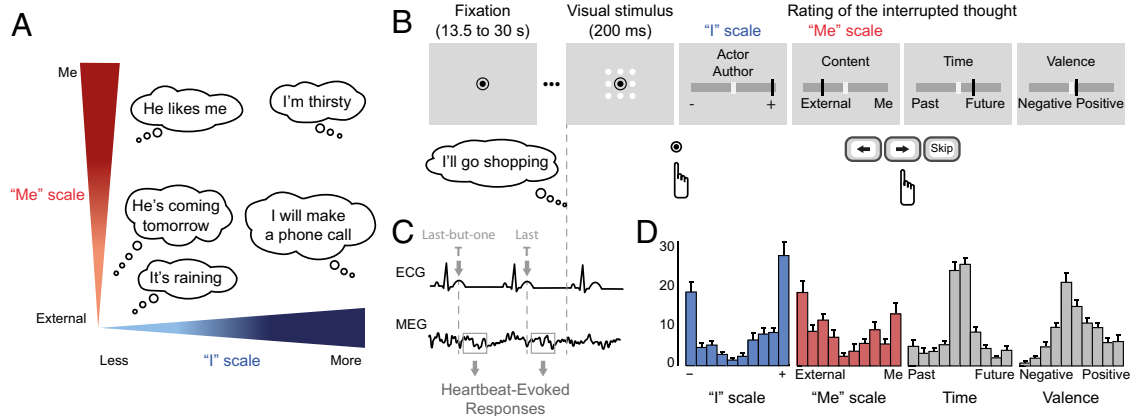 A
Me
"Me" scale
External
Less
"I" scale
More
He likes me
I'm thirsty
He's coming
tomorrow
I will make
a phone call
It's raining
B
Fixation
(13.5 to 30 s)
Visual stimulus
(200 ms)
Rating of the interrupted thought
"I" scale
"Me" scale
Actor
Author
- +
Content
External Me
Time
Past Future
Valence
Negative Positive
•••
I'll go shopping
← → Skip
C
Last-but-one
Last
ECG
MEG
Heartbeat-Evoked
Responses
D
30
20
10
0
− +
"I" scale
External Me
"Me" scale
Past Future
Time
Negative Positive
Valence